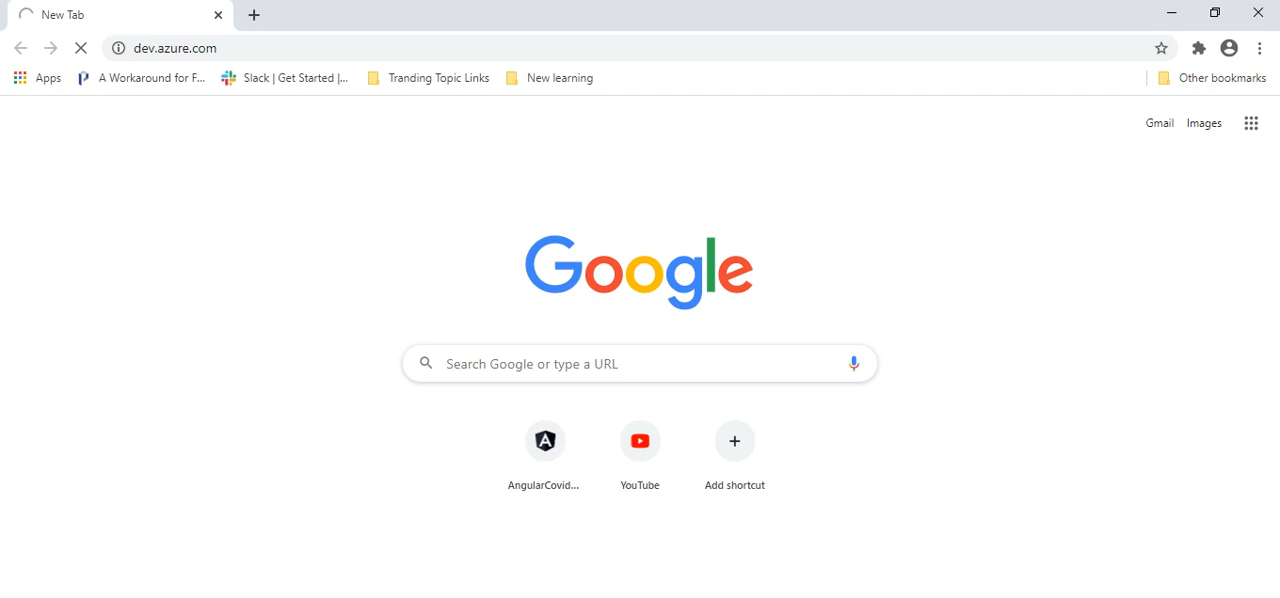 New Tab
dev.azure.com
Apps A Workaround for F... Slack | Get Started |... Tranding Topic Links New learning Other bookmarks
Gmail Images
Google
Search Google or type a URL
AngularCovid... YouTube Add shortcut